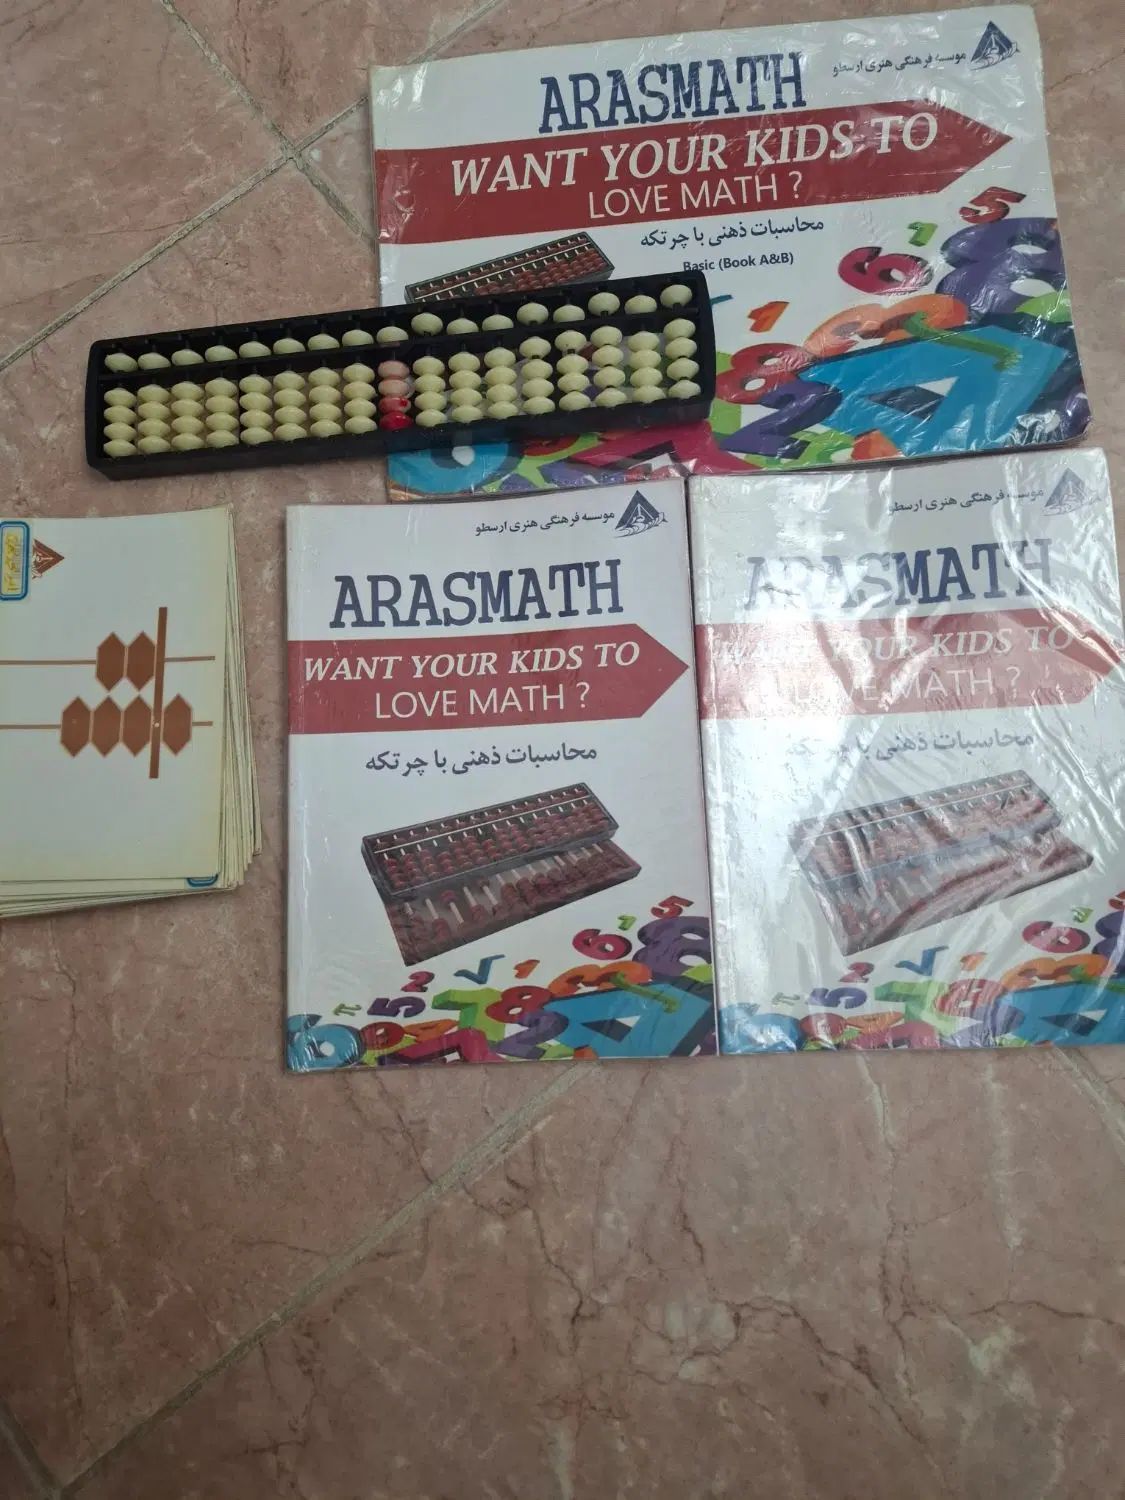 موسسه فرهنگی هنری ارسطو
ARASMATH
WANT YOUR KIDS TO
LOVE MATH ?
محاسبات ذهنی با چرتکه
Basic (Book A&B)
موسسه فرهنگی هنری ارسطو
ARASMATH
WANT YOUR KIDS TO
LOVE MATH ?
محاسبات ذهنی با چرتکه
موسسه فرهنگی هنری ارسطو
ARASMATH
WANT YOUR KIDS TO
LOVE MATH ?
محاسبات ذهنی با چرتکه